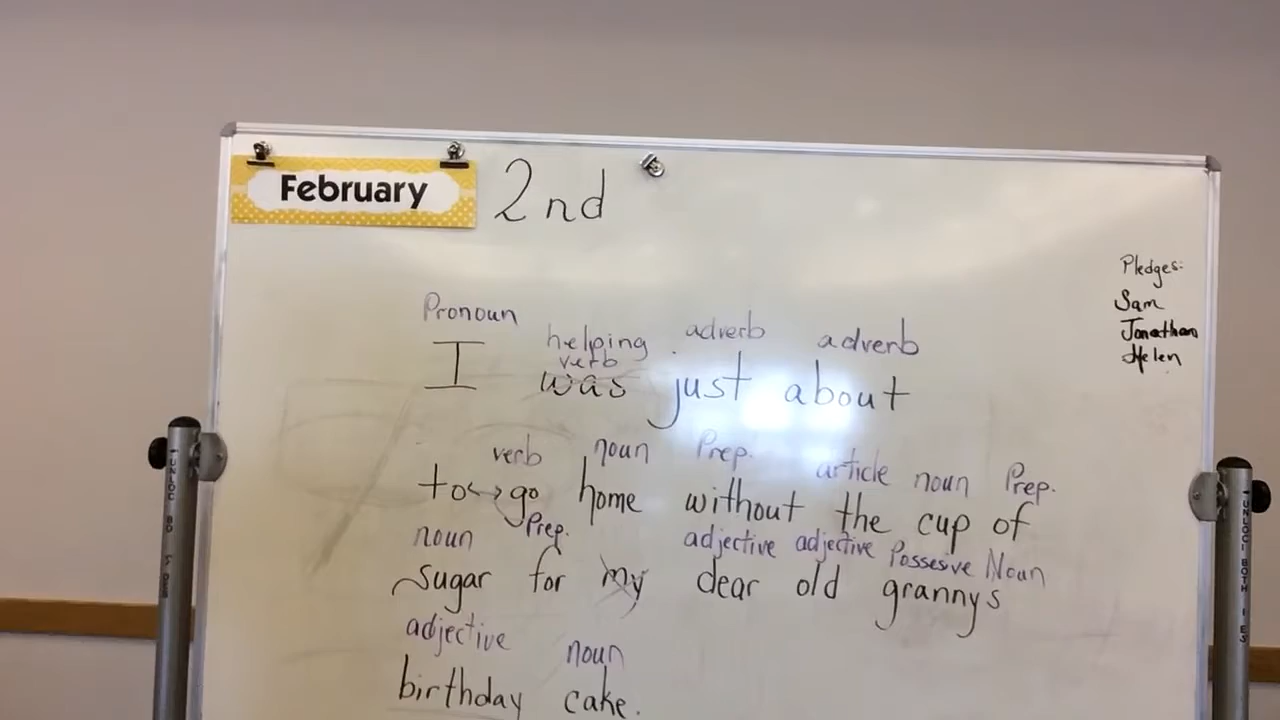 February 2nd
Pledges:
Sam
Jonathan
Helen
Pronoun helping verb adverb adverb
I was just about
verb noun Prep. article noun Prep.
to go home without the cup of
noun Prep. adjective adjective Possesive Noun
sugar for my dear old grannys
adjective noun
birthday cake.